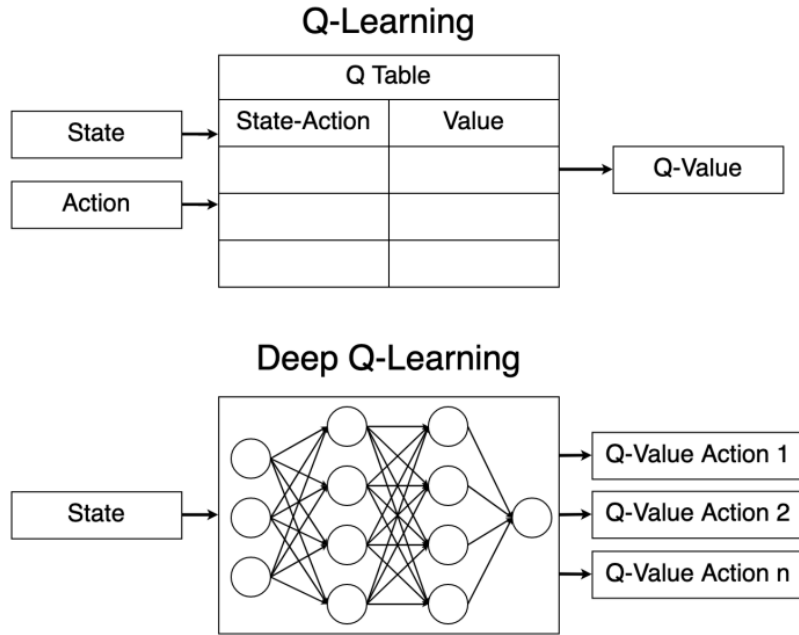 Q-Learning
Q Table
State-Action Value
State
Action
Q-Value
Deep Q-Learning
State
Q-Value Action 1
Q-Value Action 2
Q-Value Action n